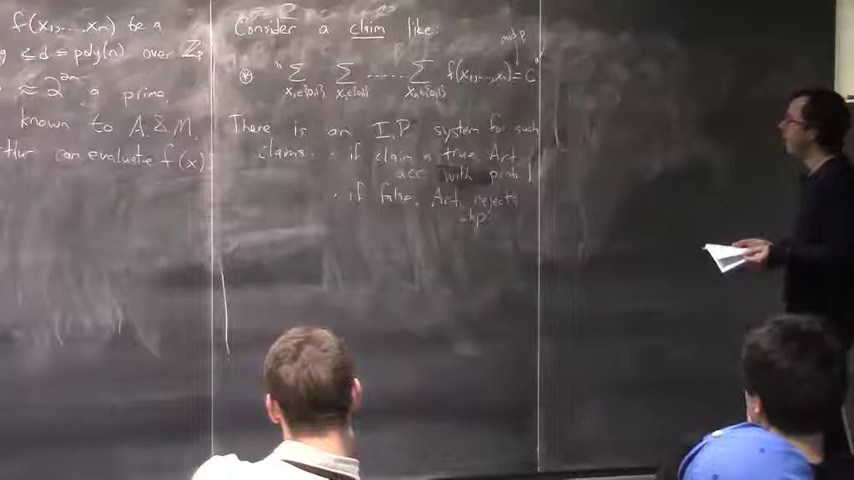 f(x₁,...,xₙ) be a
≤ d = poly(n) over ℤₚ
≈ 2²ⁿ a prime,
known to A. & M.
can evaluate f(x)
Consider a claim like:
mod p
⊛ "∑ x₁∈{0,1} ∑ x₂∈{0,1} ...... ∑ xₙ∈{0,1} f(x₁,...,xₙ) = C"
There is an I.P system for such
claims. · if claim is true, Art
acc with prob 1
· if false, Art. rejects
whp.